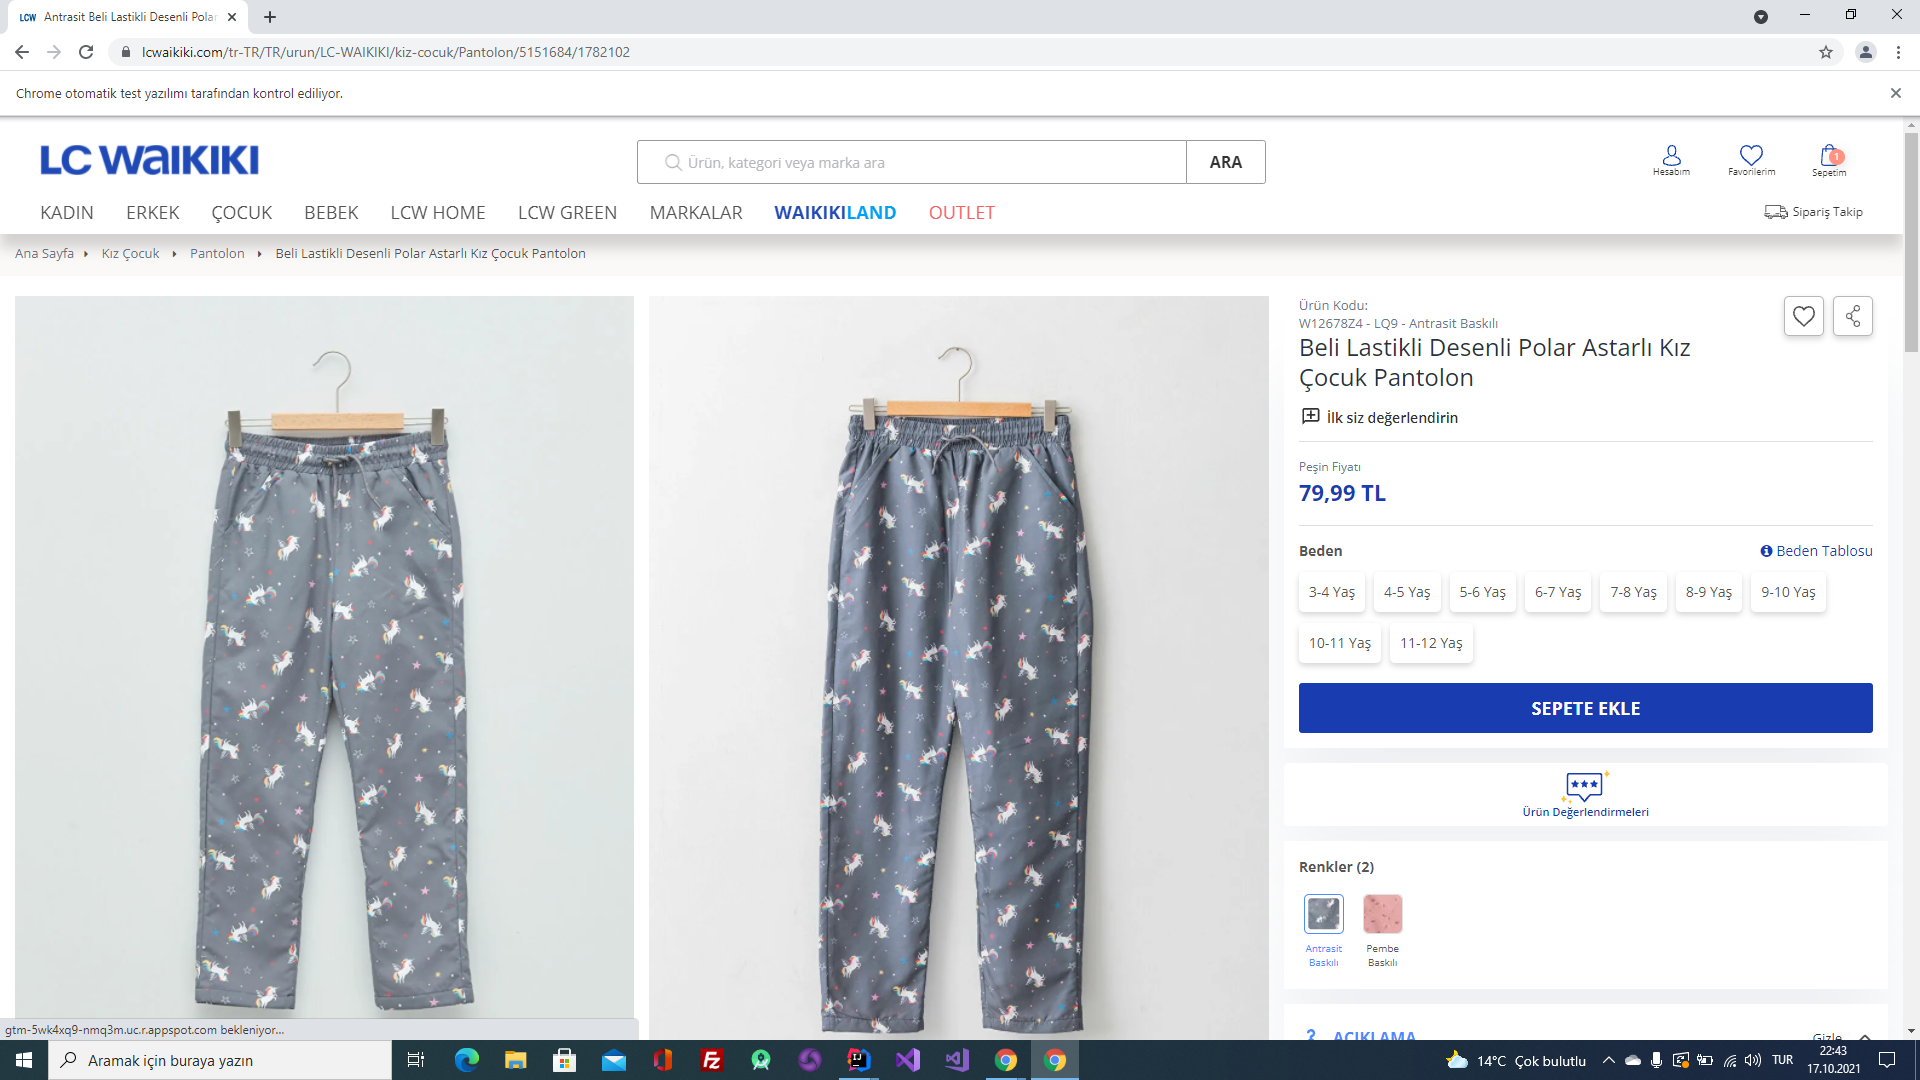 LCW Antrasit Beli Lastikli Desenli Polar
lcwaikiki.com/tr-TR/TR/urun/LC-WAIKIKI/kiz-cocuk/Pantolon/5151684/1782102
Chrome otomatik test yazılımı tarafından kontrol ediliyor.
LC WAIKIKI
Ürün, kategori veya marka ara
ARA
Hesabım
Favorilerim
1
Sepetim
KADIN ERKEK ÇOCUK BEBEK LCW HOME LCW GREEN MARKALAR WAIKIKILAND OUTLET
Sipariş Takip
Ana Sayfa Kız Çocuk Pantolon Beli Lastikli Desenli Polar Astarlı Kız Çocuk Pantolon
Ürün Kodu:
W12678Z4 - LQ9 - Antrasit Baskılı
Beli Lastikli Desenli Polar Astarlı Kız
Çocuk Pantolon
İlk siz değerlendirin
Peşin Fiyatı
79,99 TL
Beden
Beden Tablosu
3-4 Yaş 4-5 Yaş 5-6 Yaş 6-7 Yaş 7-8 Yaş 8-9 Yaş 9-10 Yaş
10-11 Yaş 11-12 Yaş
SEPETE EKLE
Ürün Değerlendirmeleri
Renkler (2)
Antrasit
Baskılı
Pembe
Baskılı
? AÇIKLAMA
Gizle
gtm-5wk4xq9-nmq3m.uc.r.appspot.com bekleniyor...
Aramak için buraya yazın
14°C Çok bulutlu
TUR
22:43
17.10.2021